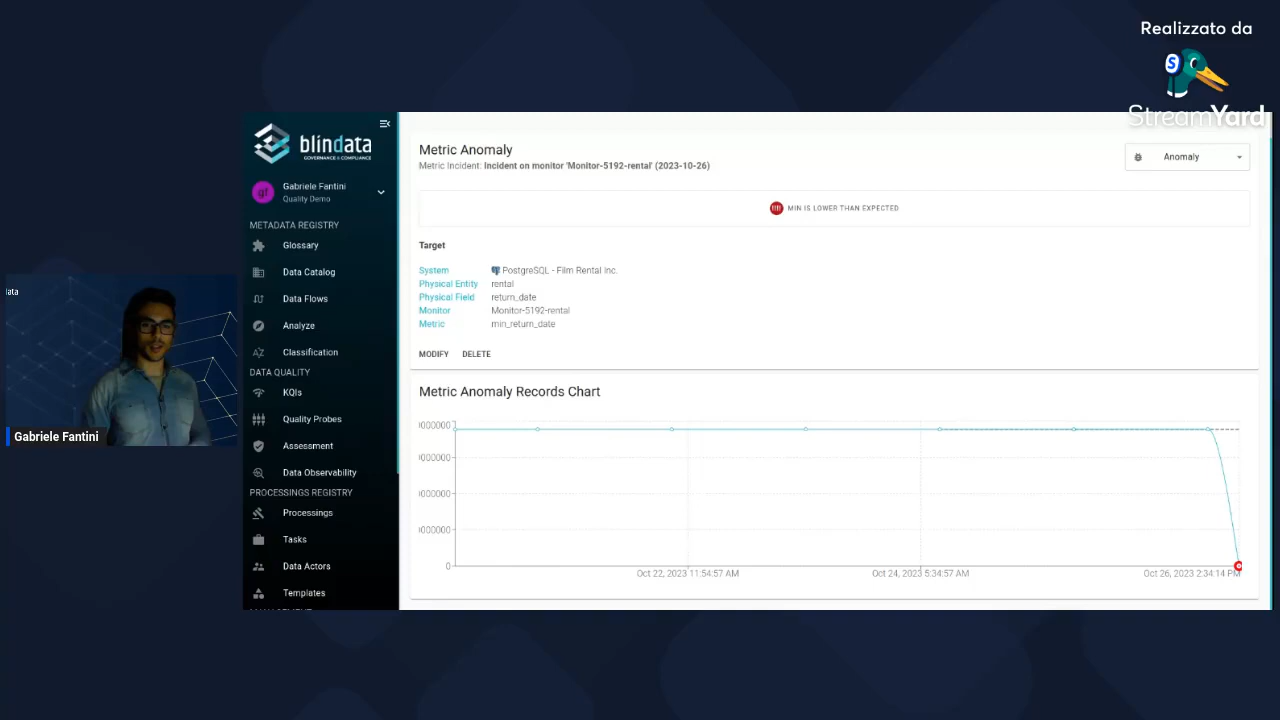 Realizzato da
StreamYard
blindata
GOVERNANCE & COMPLIANCE
Gabriele Fantini
Quality Demo
METADATA REGISTRY
Glossary
Data Catalog
Data Flows
Analyze
Classification
DATA QUALITY
KQIs
Quality Probes
Assessment
Data Observability
PROCESSINGS REGISTRY
Processings
Tasks
Data Actors
Templates
Metric Anomaly
Metric Incident: Incident on monitor 'Monitor-5192-rental' (2023-10-26)
Anomaly
MIN IS LOWER THAN EXPECTED
Target
System PostgreSQL - Film Rental Inc.
Physical Entity rental
Physical Field return_date
Monitor Monitor-5192-rental
Metric min_return_date
MODIFY DELETE
Metric Anomaly Records Chart
0
Oct 22, 2023 11:54:57 AM Oct 24, 2023 5:34:57 AM Oct 26, 2023 2:34:14 PM
Gabriele Fantini